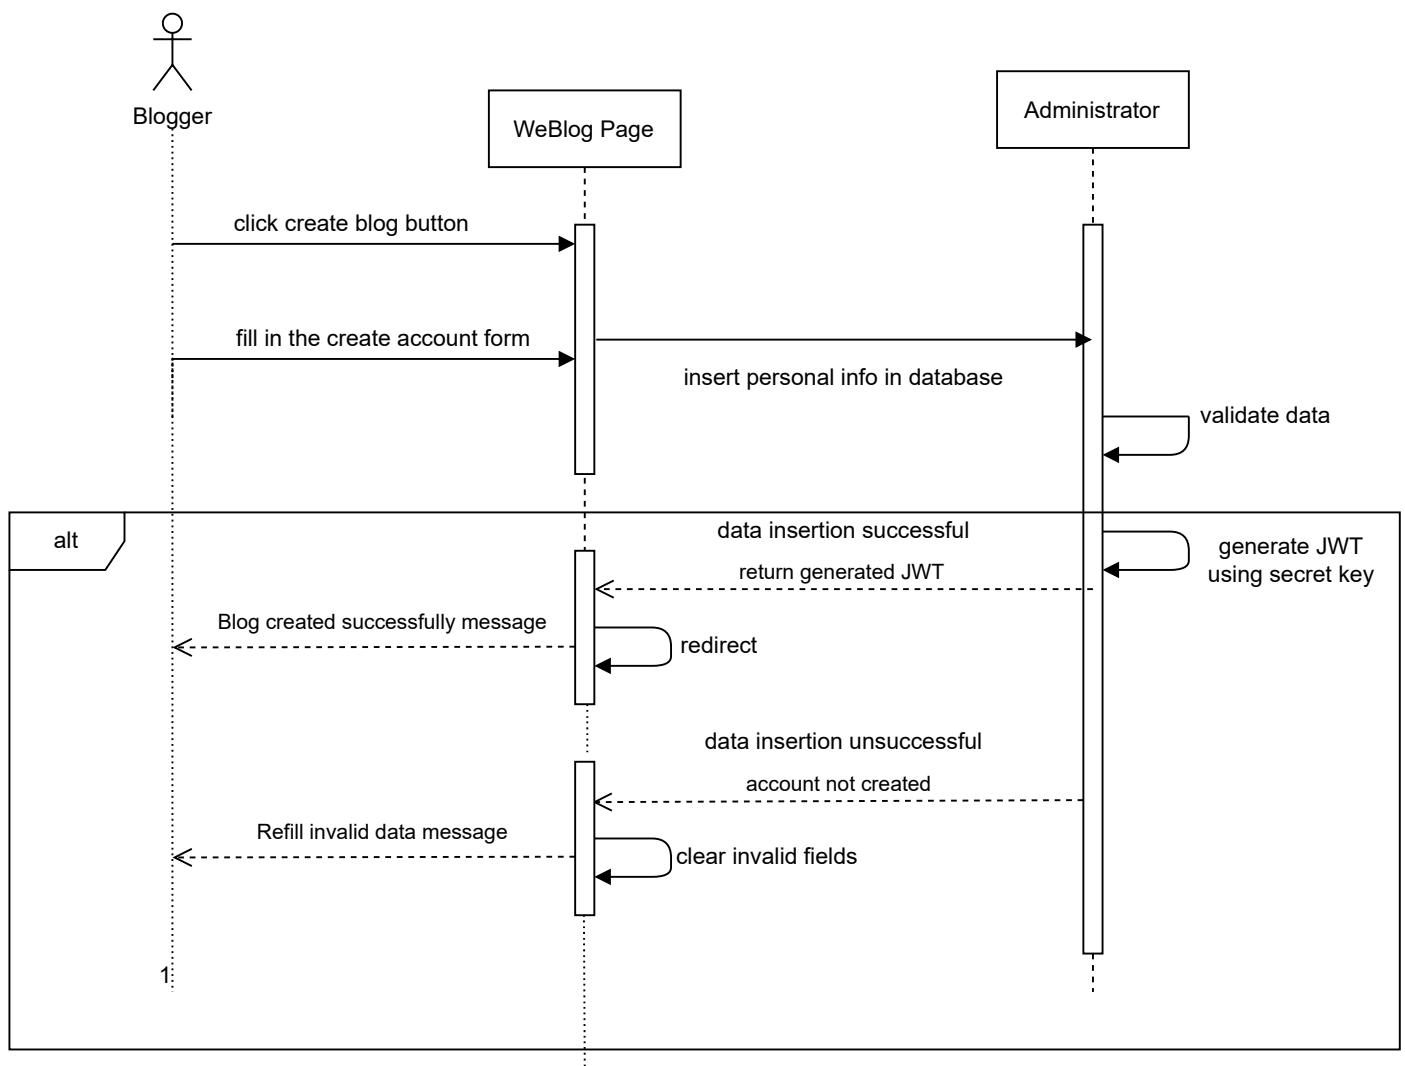 Blogger
WeBlog Page
Administrator
click create blog button
fill in the create account form
insert personal info in database
validate data
alt
data insertion successful
generate JWT
using secret key
return generated JWT
Blog created successfully message
redirect
data insertion unsuccessful
account not created
Refill invalid data message
clear invalid fields
1